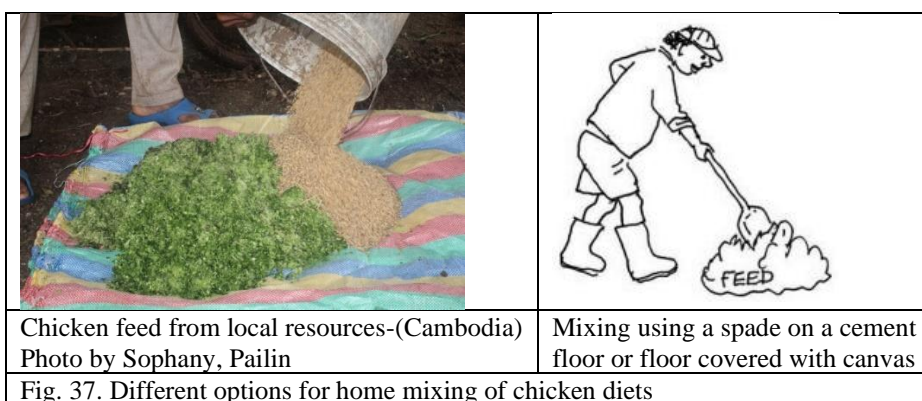 FEED
Chicken feed from local resources-(Cambodia)
Photo by Sophany, Pailin
Mixing using a spade on a cement
floor or floor covered with canvas
Fig. 37. Different options for home mixing of chicken diets